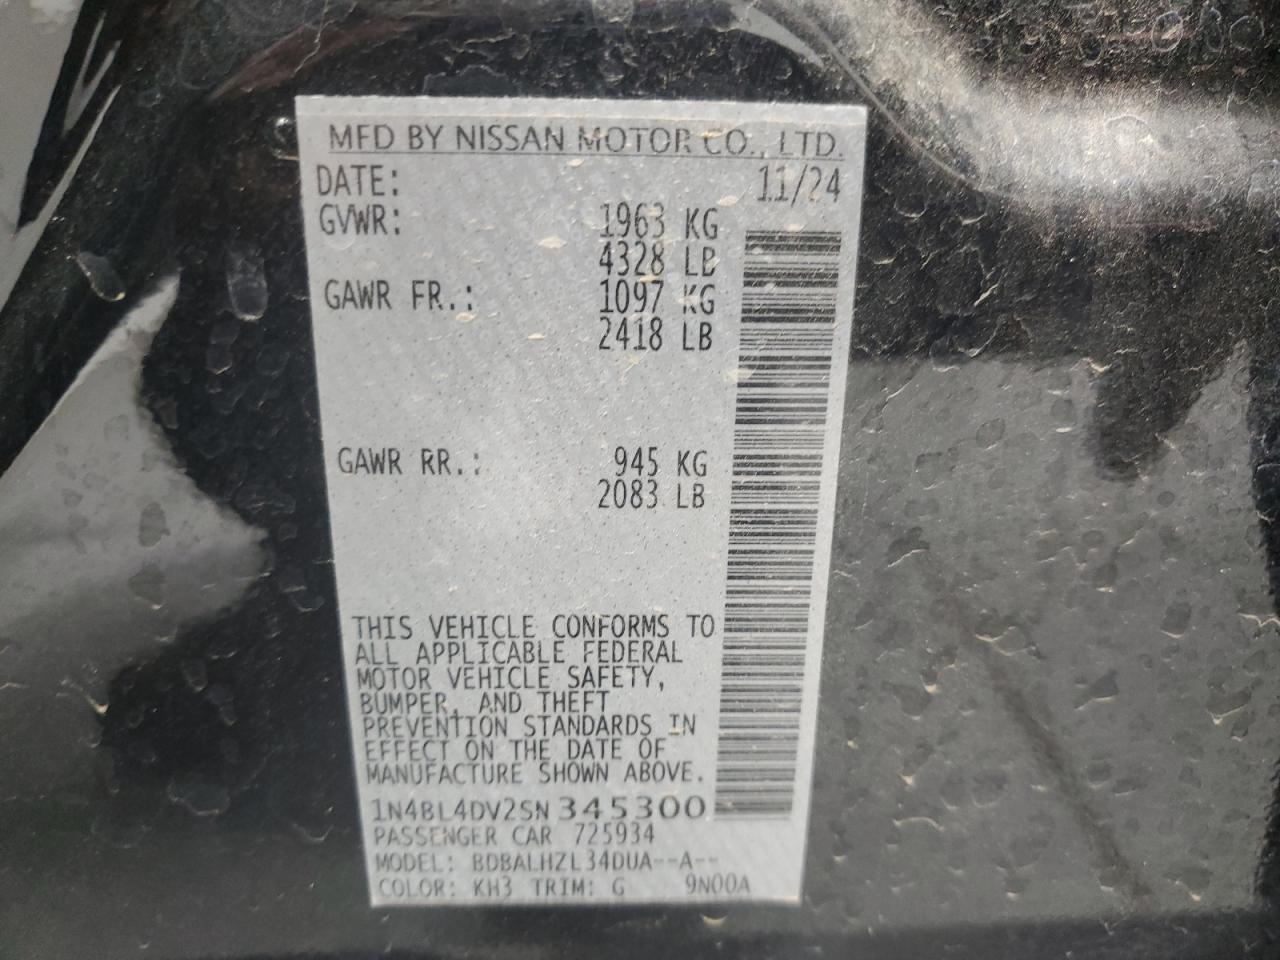 MFD BY NISSAN MOTOR CO., LTD.
DATE: 11/24
GVWR: 1963 KG
4328 LB
GAWR FR.: 1097 KG
2418 LB
GAWR RR.: 945 KG
2083 LB
THIS VEHICLE CONFORMS TO
ALL APPLICABLE FEDERAL
MOTOR VEHICLE SAFETY,
BUMPER, AND THEFT
PREVENTION STANDARDS IN
EFFECT ON THE DATE OF
MANUFACTURE SHOWN ABOVE.
1N4BL4DV2SN345300
PASSENGER CAR 725934
MODEL: BDBALHZL34DUA--A--
COLOR: KH3 TRIM: G 9N00A